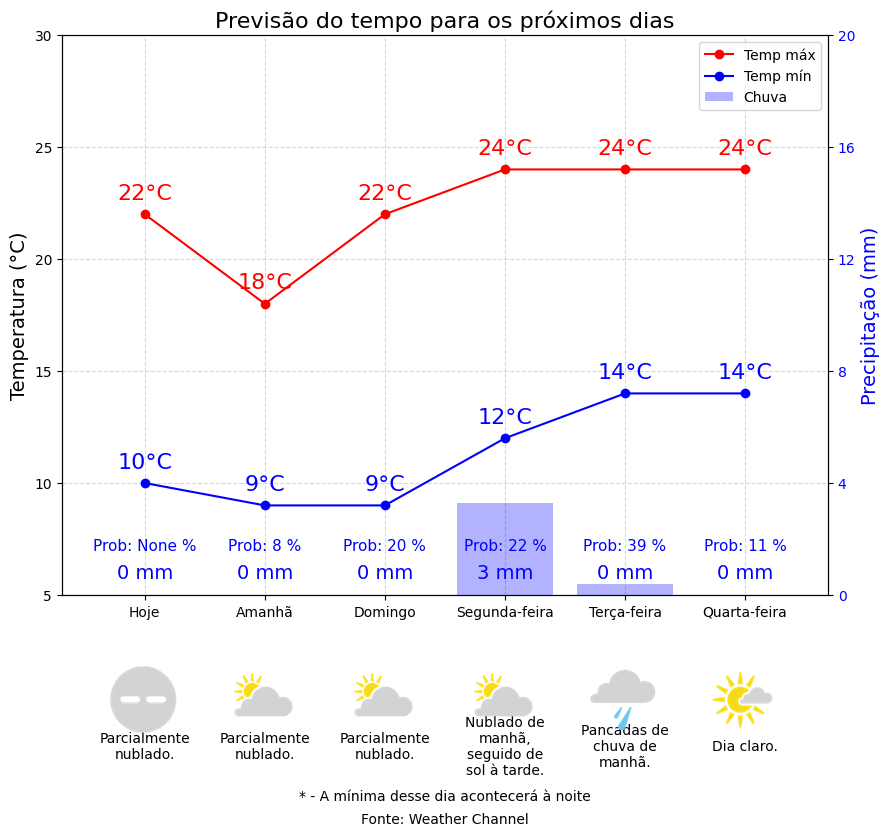 Previsão do tempo para os próximos dias
30
25
20
15
10
5
Temperatura (°C)
20
16
12
8
4
0
Precipitação (mm)
Temp máx
Temp mín
Chuva
22°C
18°C
22°C
24°C
24°C
24°C
10°C
9°C
9°C
12°C
14°C
14°C
Prob: None %
Prob: 8 %
Prob: 20 %
Prob: 22 %
Prob: 39 %
Prob: 11 %
0 mm
0 mm
0 mm
3 mm
0 mm
0 mm
Hoje
Amanhã
Domingo
Segunda-feira
Terça-feira
Quarta-feira
Parcialmente
nublado.
Parcialmente
nublado.
Parcialmente
nublado.
Nublado de
manhã,
seguido de
sol à tarde.
Pancadas de
chuva de
manhã.
Dia claro.
* - A mínima desse dia acontecerá à noite
Fonte: Weather Channel